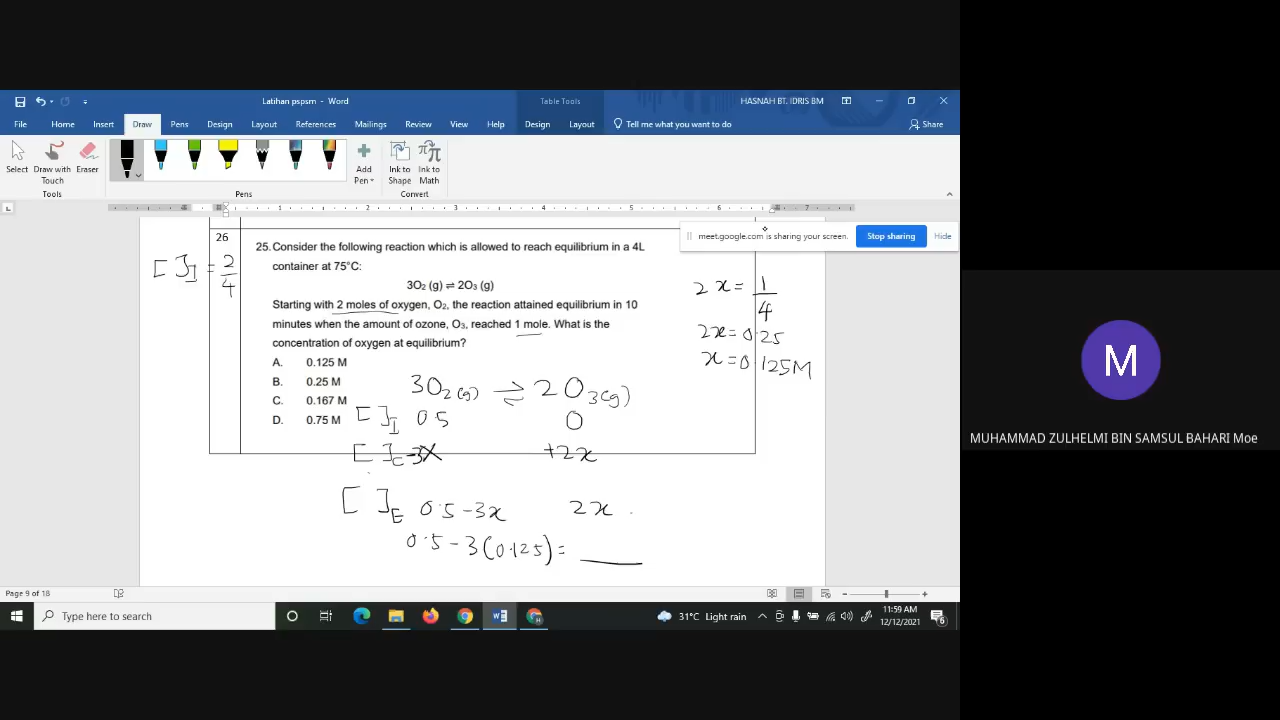 Latihan pspsm - Word
Table Tools
HASNAH BT. IDRIS BM
File Home Insert Draw Pens Design Layout References Mailings Review View Help Design Layout Tell me what you want to do Share
Select
Draw with Touch
Eraser
Add Pen
Ink to Shape
Ink to Math
Tools
Pens
Convert
meet.google.com is sharing your screen.
Stop sharing
Hide
26
25. Consider the following reaction which is allowed to reach equilibrium in a 4L
container at 75°C:
3O₂ (g) ⇌ 2O₃ (g)
Starting with 2 moles of oxygen, O₂, the reaction attained equilibrium in 10
minutes when the amount of ozone, O₃, reached 1 mole. What is the
concentration of oxygen at equilibrium?
A. 0.125 M
B. 0.25 M
C. 0.167 M
D. 0.75 M
[ ]I = 2/4
3O₂(g) ⇌ 2O₃(g)
[ ]I 0.5 0
[ ]C -3x +2x
[ ]E 0.5-3x 2x
0.5-3(0.125)=
2x = 1/4
2x=0.25
x=0.125M
M
MUHAMMAD ZULHELMI BIN SAMSUL BAHARI Moe
Page 9 of 18
Type here to search
31°C Light rain
11:59 AM
12/12/2021
6